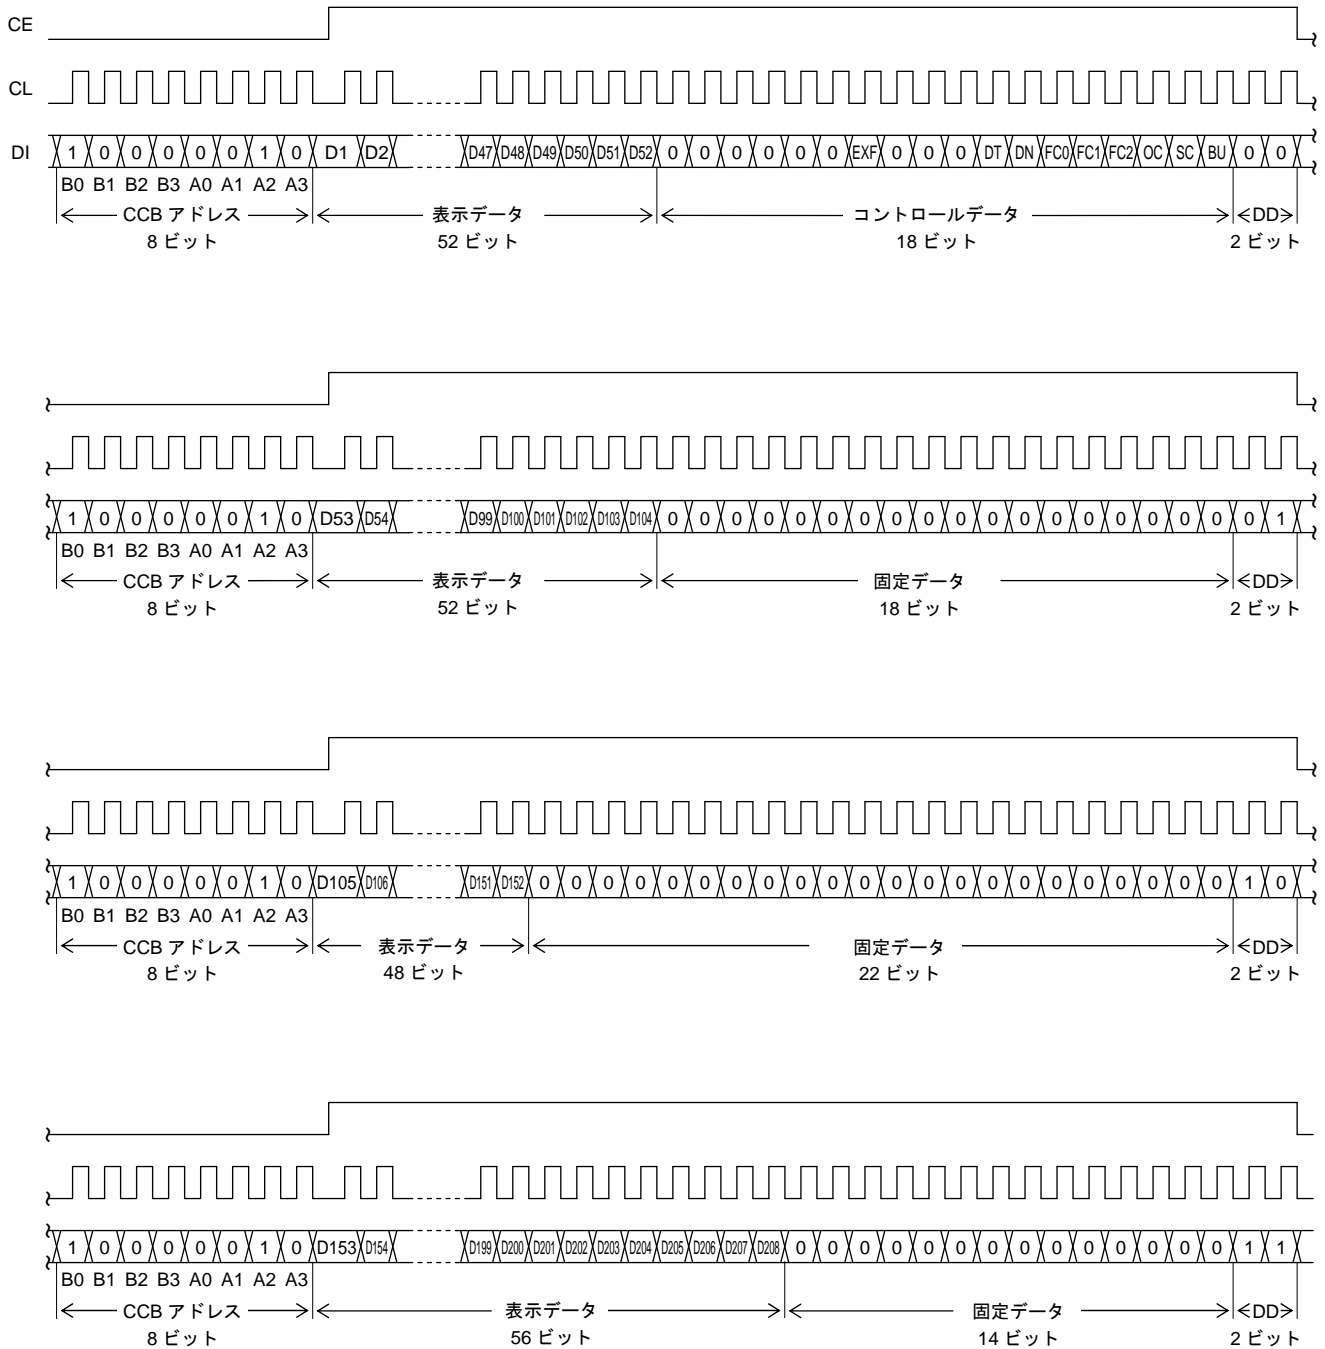 CE
CL
DI 1 0 0 0 0 0 1 0 D1 D2 D47 D48 D49 D50 D51 D52 0 0 0 0 0 0 EXF 0 0 0 DT DN FC0 FC1 FC2 OC SC BU 0 0
B0 B1 B2 B3 A0 A1 A2 A3
CCB アドレス 表示データ コントロールデータ DD
8 ビット 52 ビット 18 ビット 2 ビット
1 0 0 0 0 0 1 0 D53 D54 D99 D100 D101 D102 D103 D104 0 0 0 0 0 0 0 0 0 0 0 0 0 0 0 0 0 0 0 1
B0 B1 B2 B3 A0 A1 A2 A3
CCB アドレス 表示データ 固定データ DD
8 ビット 52 ビット 18 ビット 2 ビット
1 0 0 0 0 0 1 0 D105 D106 D151 D152 0 0 0 0 0 0 0 0 0 0 0 0 0 0 0 0 0 0 0 0 0 0 1 0
B0 B1 B2 B3 A0 A1 A2 A3
CCB アドレス 表示データ 固定データ DD
8 ビット 48 ビット 22 ビット 2 ビット
1 0 0 0 0 0 1 0 D153 D154 D199 D200 D201 D202 D203 D204 D205 D206 D207 D208 0 0 0 0 0 0 0 0 0 0 0 0 0 0 1 1
B0 B1 B2 B3 A0 A1 A2 A3
CCB アドレス 表示データ 固定データ DD
8 ビット 56 ビット 14 ビット 2 ビット